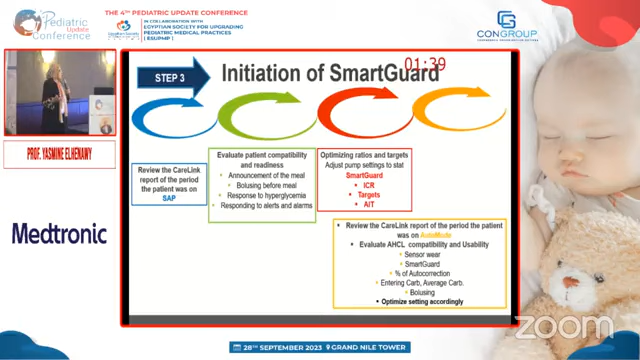 Pediatric
Update
Conference
THE 4TH PEDIATRIC UPDATE CONFERENCE
IN COLLABORATION WITH
EGYPTIAN SOCIETY FOR UPGRADING
PEDIATRIC MEDICAL PRACTICES
( ESUPMP )
CONGROUP
STEP 3
Initiation of SmartGuard
01:39
PROF. YASMINE ELHENAWY
Medtronic
Review the CareLink
report of the period
the patient was on
SAP
Evaluate patient compatibility
and readiness
Announcement of the meal
Bolusing before meal
Response to hyperglycemia
Responding to alerts and alarms
Optimizing ratios and targets
Adjust pump settings to stat
SmartGuard
ICR
Targets
AIT
Review the CareLink report of the period the patient
was on AutoMode
Evaluate AHCL compatibility and Usability
Sensor wear
SmartGuard
% of Autocorrection
Entering Carb, Average Carb.
Bolusing
Optimize setting accordingly
zoom
28TH SEPTEMBER 2023 GRAND NILE TOWER